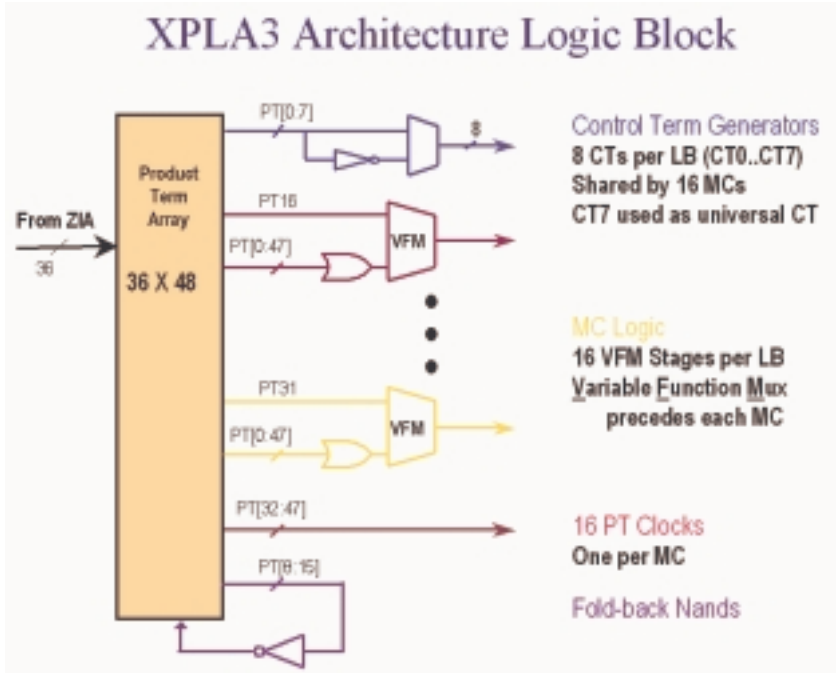 XPLA3 Architecture Logic Block
PT[0:7]
8
Control Term Generators
8 CTs per LB (CT0..CT7)
Shared by 16 MCs
CT7 used as universal CT
Product
Term
Array
36 X 48
From ZIA
36
PT16
PT[0:47]
VFM
MC Logic
16 VFM Stages per LB
Variable Function Mux
precedes each MC
PT31
PT[0:47]
VFM
PT[32:47]
16 PT Clocks
One per MC
PT[8:15]
Fold-back Nands